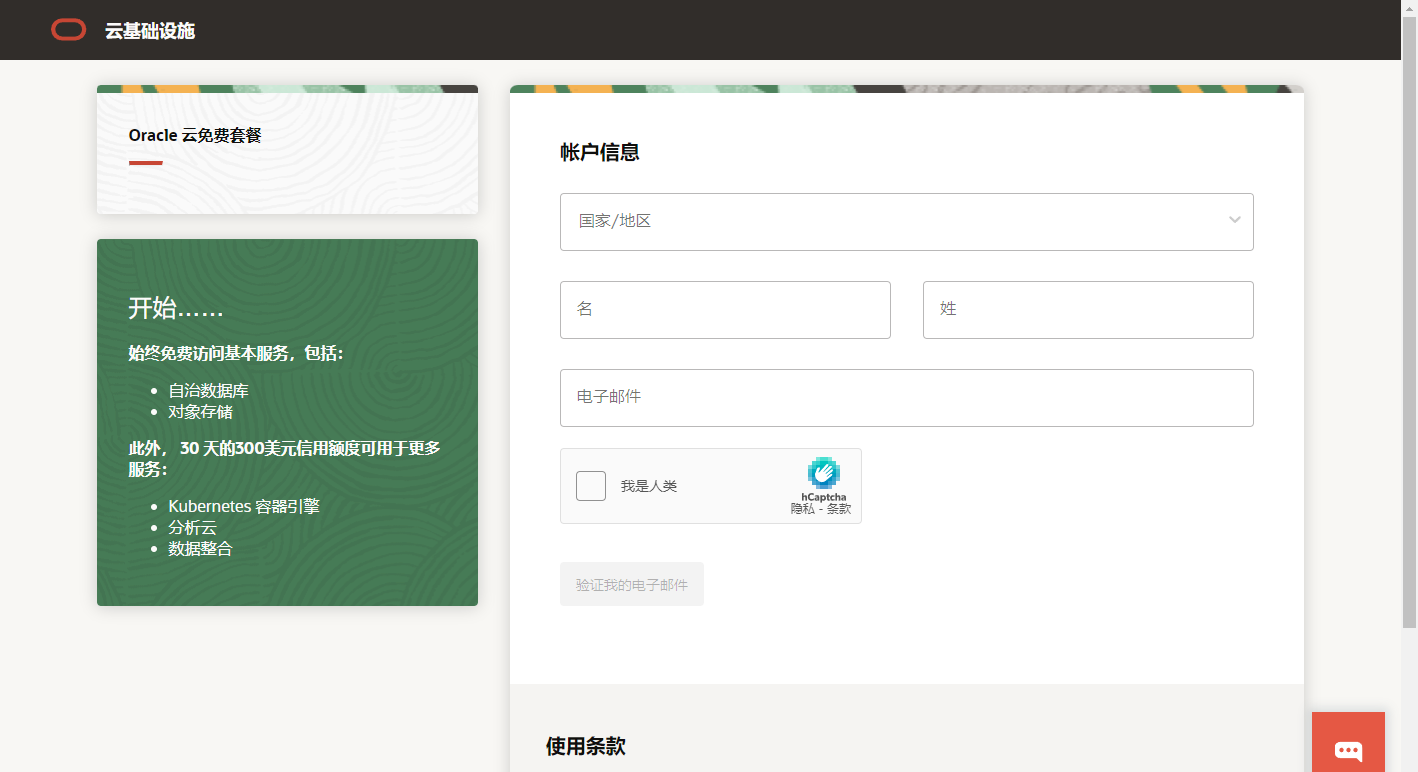 云基础设施
Oracle 云免费套餐
开始……
始终免费访问基本服务，包括：
自治数据库
对象存储
此外， 30 天的300美元信用额度可用于更多
服务：
Kubernetes 容器引擎
分析云
数据整合
帐户信息
国家/地区
名
姓
电子邮件
我是人类
hCaptcha
隐私 - 条款
验证我的电子邮件
使用条款